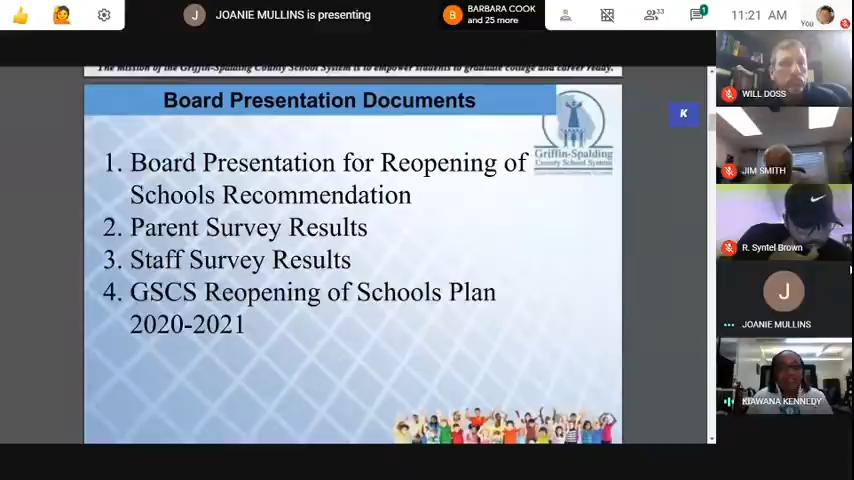 JOANIE MULLINS is presenting
J
B
BARBARA COOK
and 25 more
33
1
11:21 AM
You
The mission of the Griffin-Spalding County School System is to empower students to graduate college and career ready.
Board Presentation Documents
Griffin-Spalding
County School System
K
1. Board Presentation for Reopening of
Schools Recommendation
2. Parent Survey Results
3. Staff Survey Results
4. GSCS Reopening of Schools Plan
2020-2021
WILL DOSS
JIM SMITH
R. Syntel Brown
J
JOANIE MULLINS
KIAWANA KENNEDY